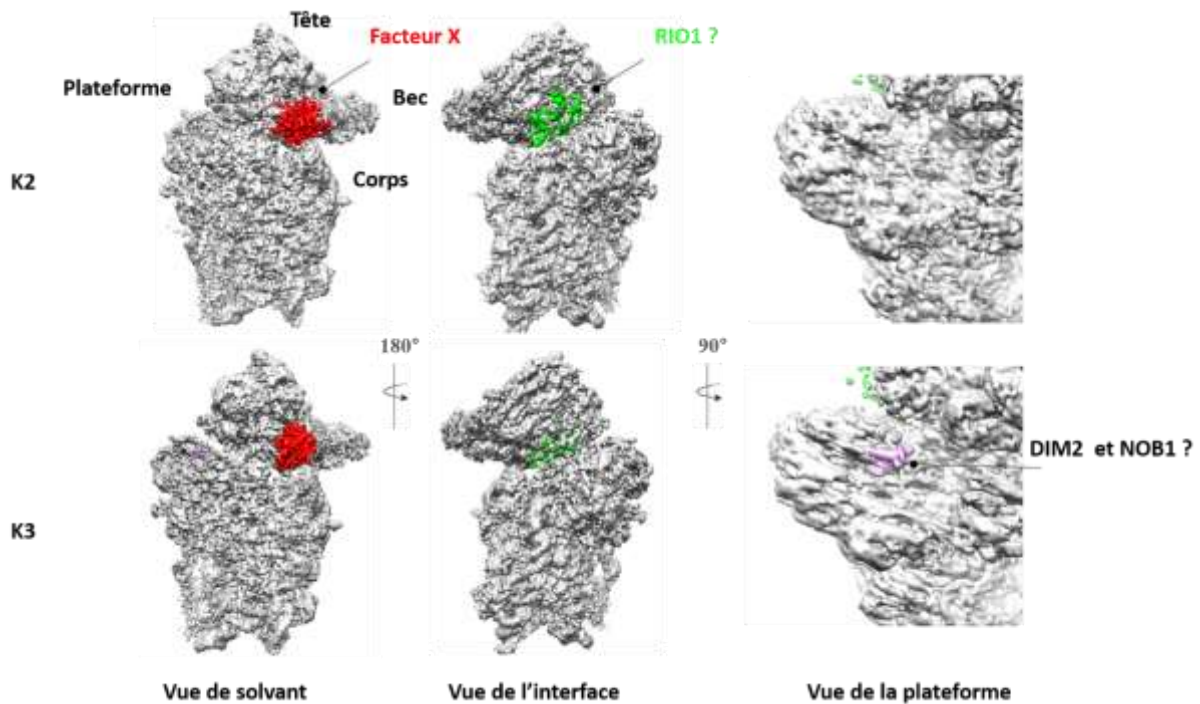 Tête
Facteur X
RIO1 ?
Plateforme
Bec
K2
Corps
180°
90°
DIM2 et NOB1 ?
K3
Vue de solvant
Vue de l'interface
Vue de la plateforme